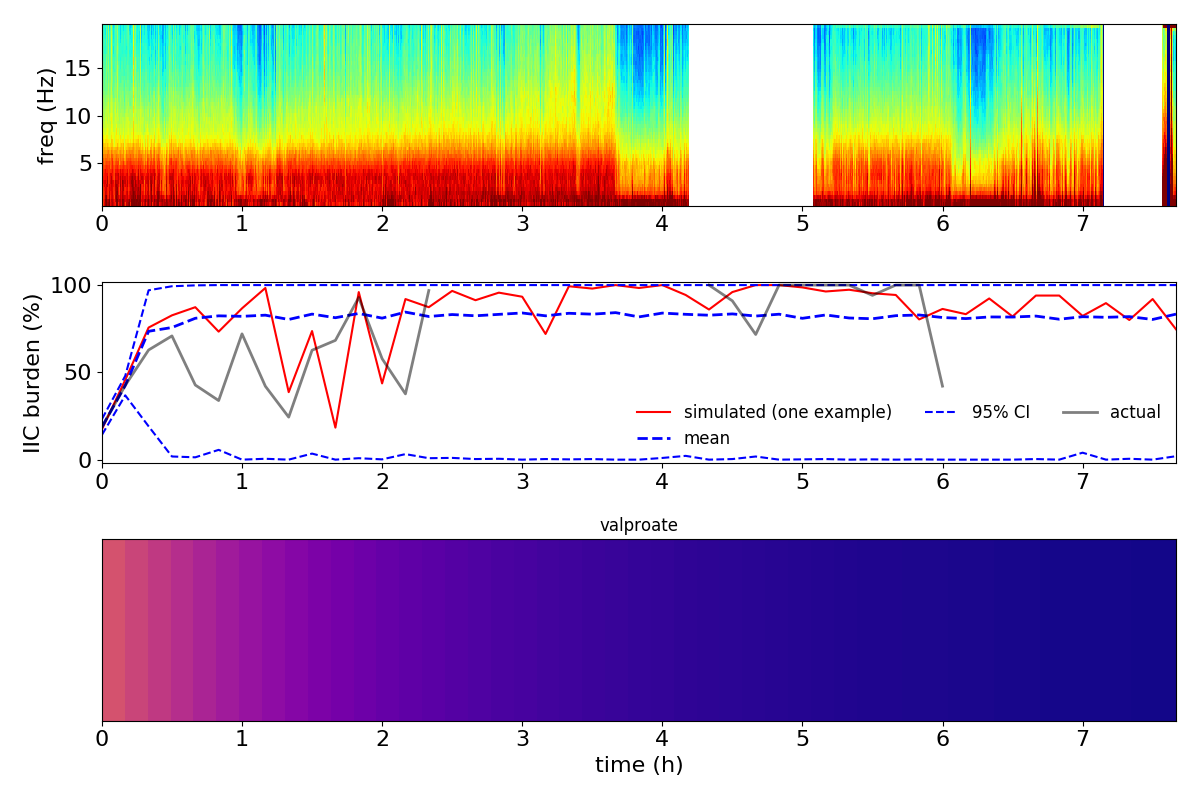 freq (Hz)
15
10
5
0 1 2 3 4 5 6 7
IIC burden (%)
100
50
0
simulated (one example) 95% CI actual
mean
0 1 2 3 4 5 6 7
valproate
0 1 2 3 4 5 6 7
time (h)